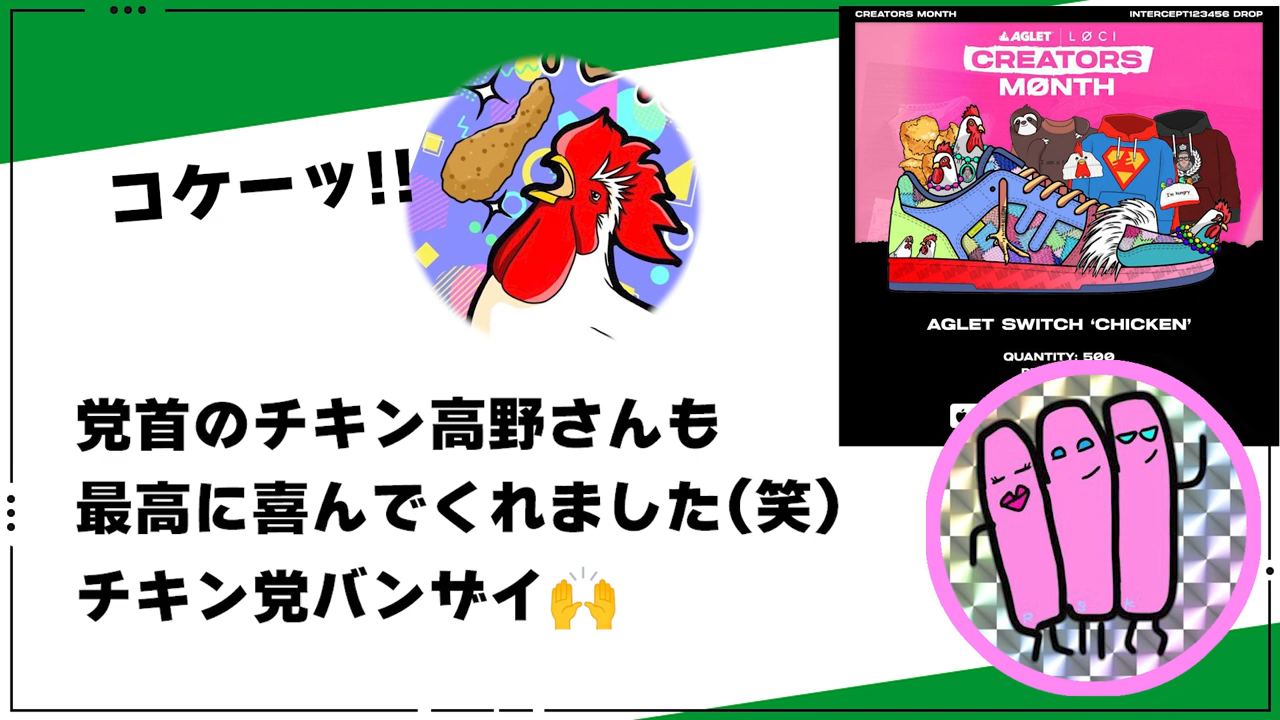 CREATORS MONTH
INTERCEPT123456 DROP
AGLET | LØCI
CREATORS
MØNTH
I'm hungry
コケーッ!!
AGLET SWITCH ‘CHICKEN’
QUANTITY: 500
党首のチキン高野さんも
最高に喜んでくれました(笑)
チキン党バンザイ🙌
R S K